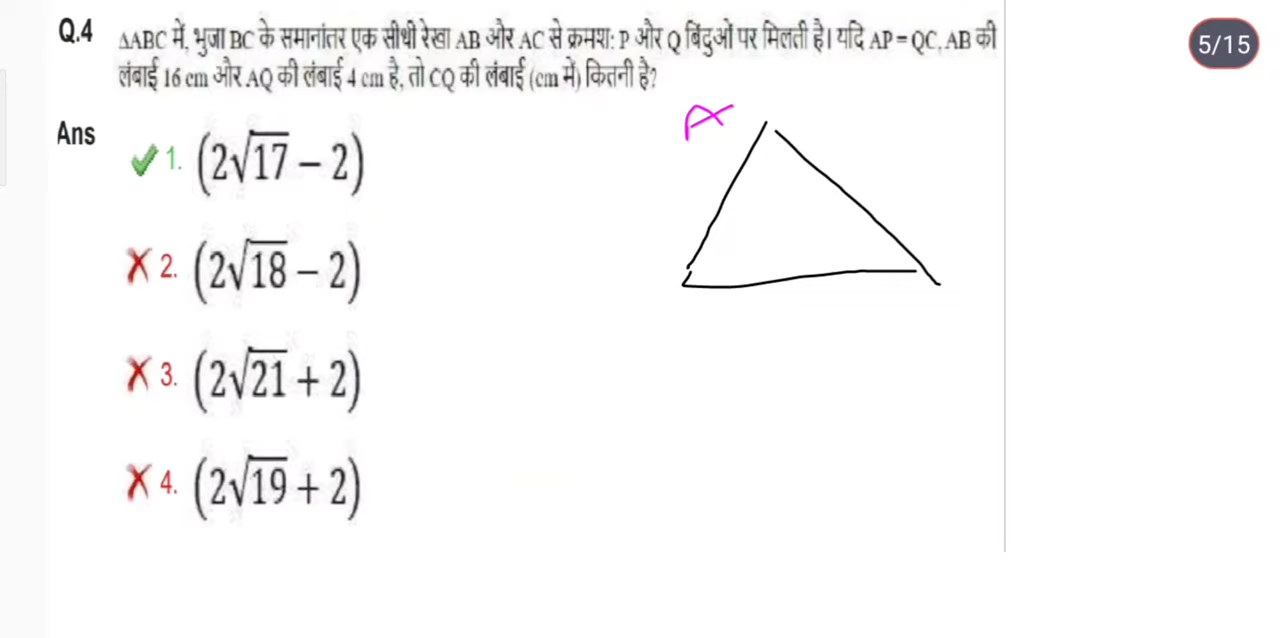 Q.4 ΔABC में, भुजा BC के समानांतर एक सीधी रेखा AB और AC से क्रमश: P और Q बिंदुओं पर मिलती है। यदि AP = QC, AB की
5/15
लंबाई 16 cm और AQ की लंबाई 4 cm है, तो CQ की लंबाई (cm में) कितनी है?
A
Ans
1. (2√17 − 2)
2. (2√18 − 2)
3. (2√21 + 2)
4. (2√19 + 2)